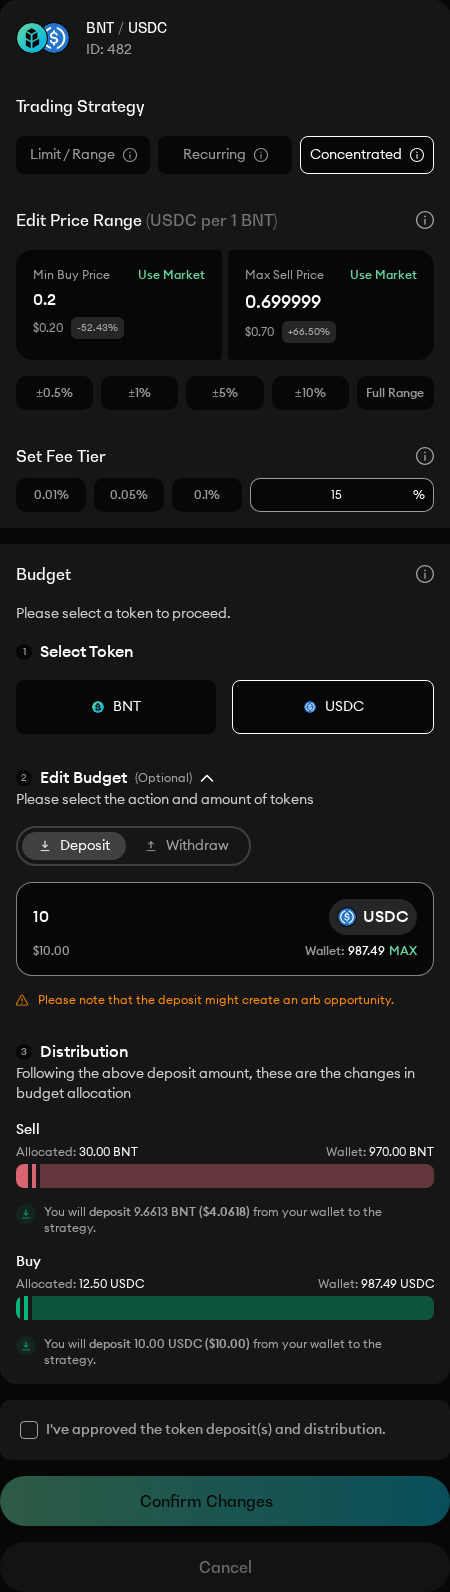 BNT / USDC
ID: 482
Trading Strategy
Limit / Range Recurring Concentrated
Edit Price Range (USDC per 1 BNT)
Min Buy Price Use Market Max Sell Price Use Market
0.2 0.699999
$0.20 -52.43% $0.70 +66.50%
±0.5% ±1% ±5% ±10% Full Range
Set Fee Tier
0.01% 0.05% 0.1% 15 %
Budget
Please select a token to proceed.
1 Select Token
BNT USDC
2 Edit Budget (Optional)
Please select the action and amount of tokens
Deposit Withdraw
10 USDC
$10.00 Wallet: 987.49 MAX
Please note that the deposit might create an arb opportunity.
3 Distribution
Following the above deposit amount, these are the changes in
budget allocation
Sell
Allocated: 30.00 BNT Wallet: 970.00 BNT
You will deposit 9.6613 BNT ($4.0618) from your wallet to the
strategy.
Buy
Allocated: 12.50 USDC Wallet: 987.49 USDC
You will deposit 10.00 USDC ($10.00) from your wallet to the
strategy.
I've approved the token deposit(s) and distribution.
Confirm Changes
Cancel